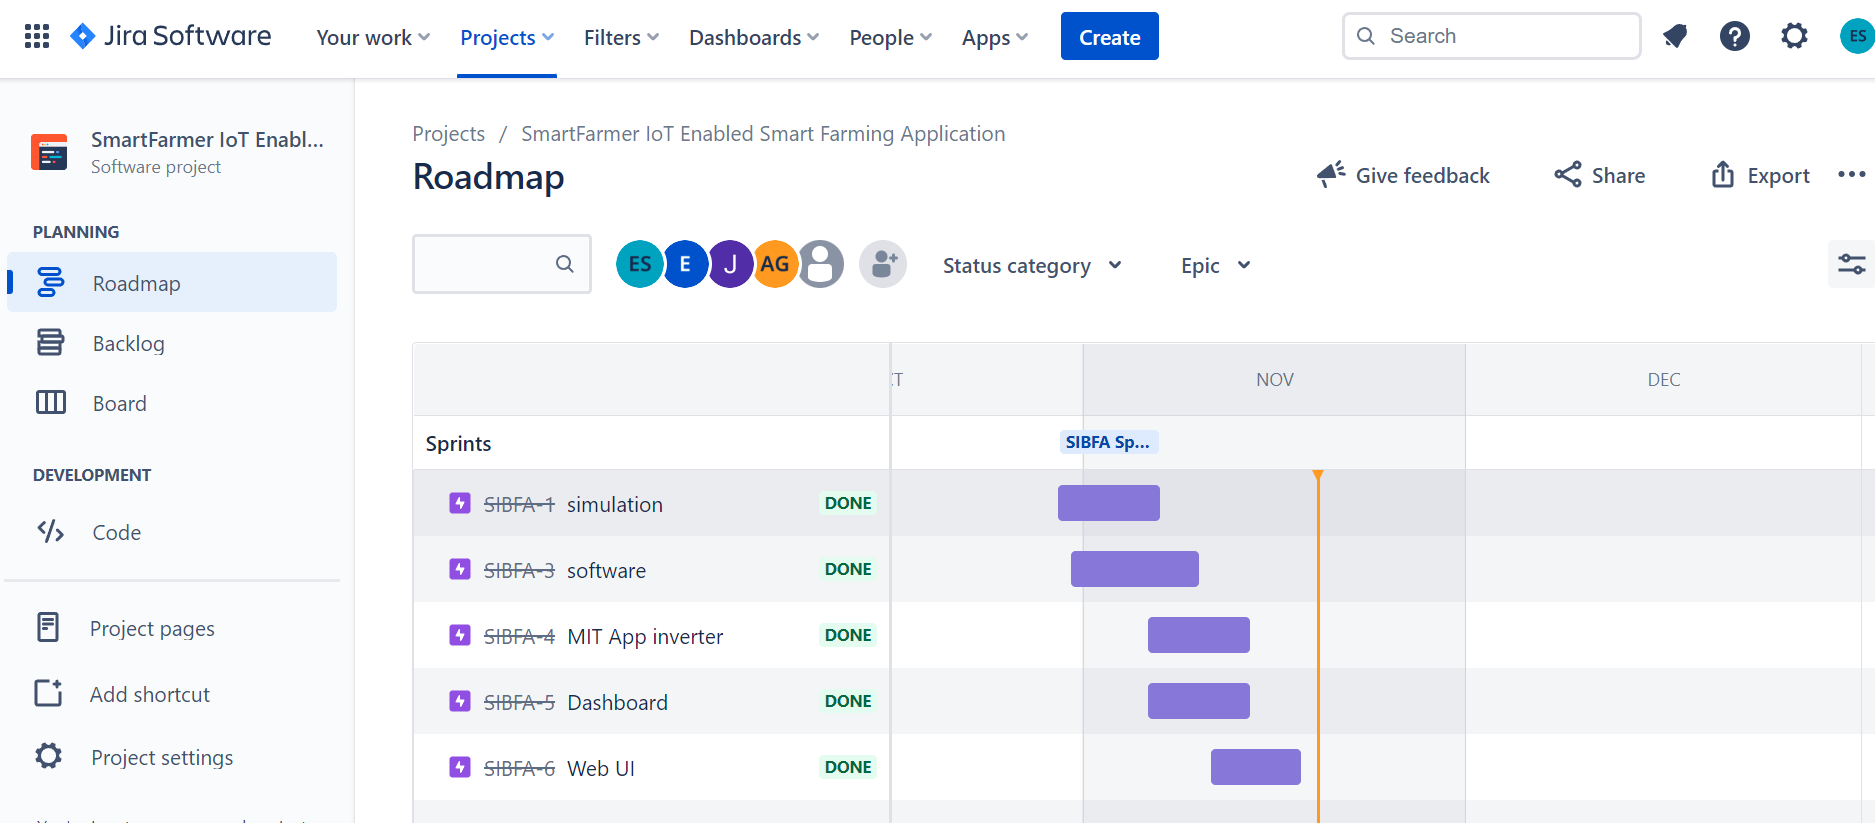 Jira Software Your work Projects Filters Dashboards People Apps Create Search ES
SmartFarmer IoT Enabl...
Software project
PLANNING
Roadmap
Backlog
Board
DEVELOPMENT
Code
Project pages
Add shortcut
Project settings
Projects / SmartFarmer IoT Enabled Smart Farming Application
Roadmap
Give feedback Share Export
ES E J AG Status category Epic
NOV DEC
Sprints SIBFA Sp...
SIBFA-1 simulation DONE
SIBFA-3 software DONE
SIBFA-4 MIT App inverter DONE
SIBFA-5 Dashboard DONE
SIBFA-6 Web UI DONE